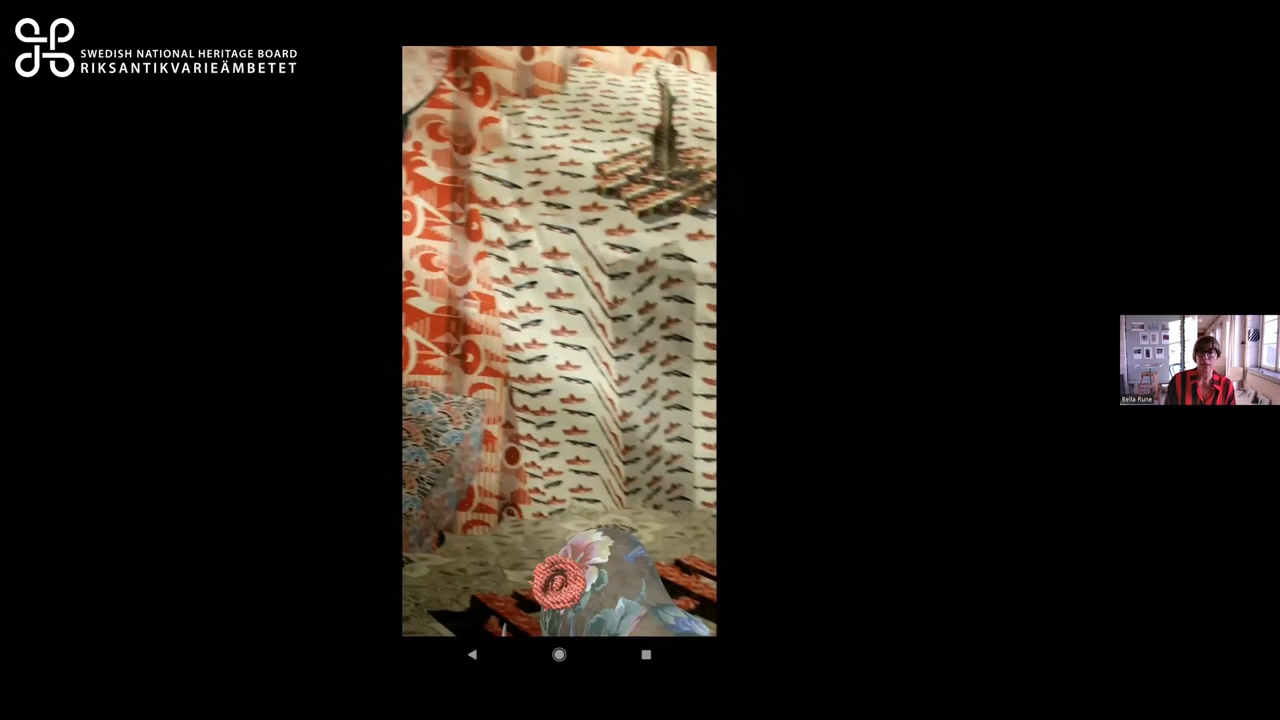 SWEDISH NATIONAL HERITAGE BOARD
RIKSANTIKVARIEÄMBETET
Bella Rune